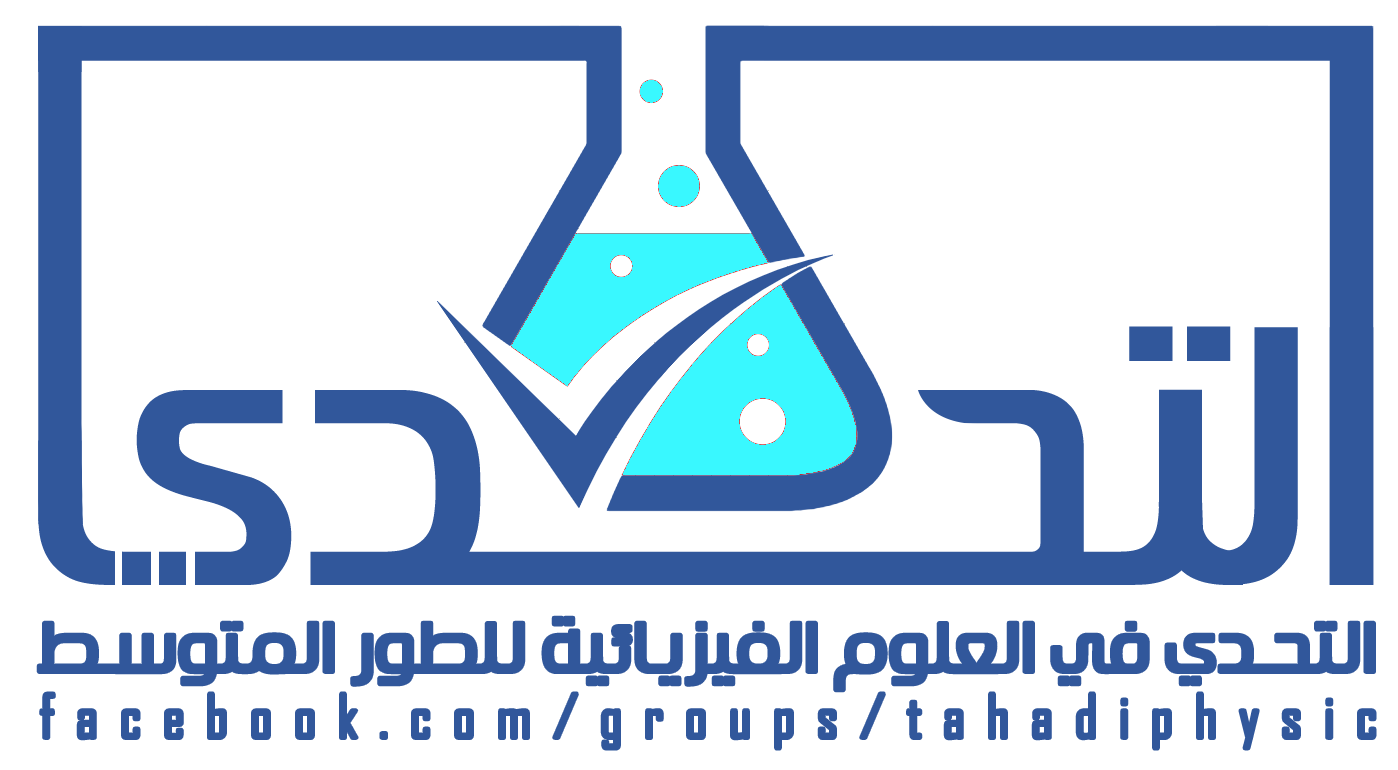 التحدي
التحدي في العلوم الفيزيائية للطور المتوسط
facebook.com/groups/tahadiphysic